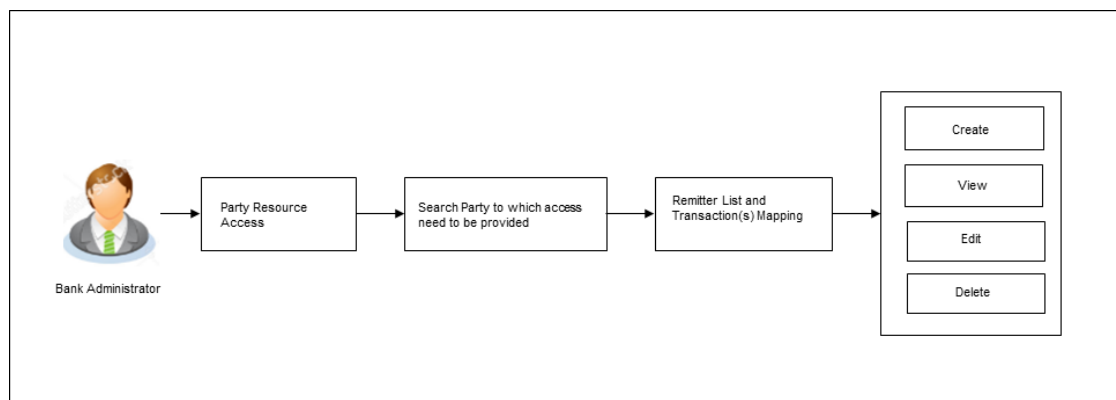 Bank Administrator
Party Resource
Access
Search Party to which access
need to be provided
Remitter List and
Transaction(s) Mapping
Create
View
Edit
Delete